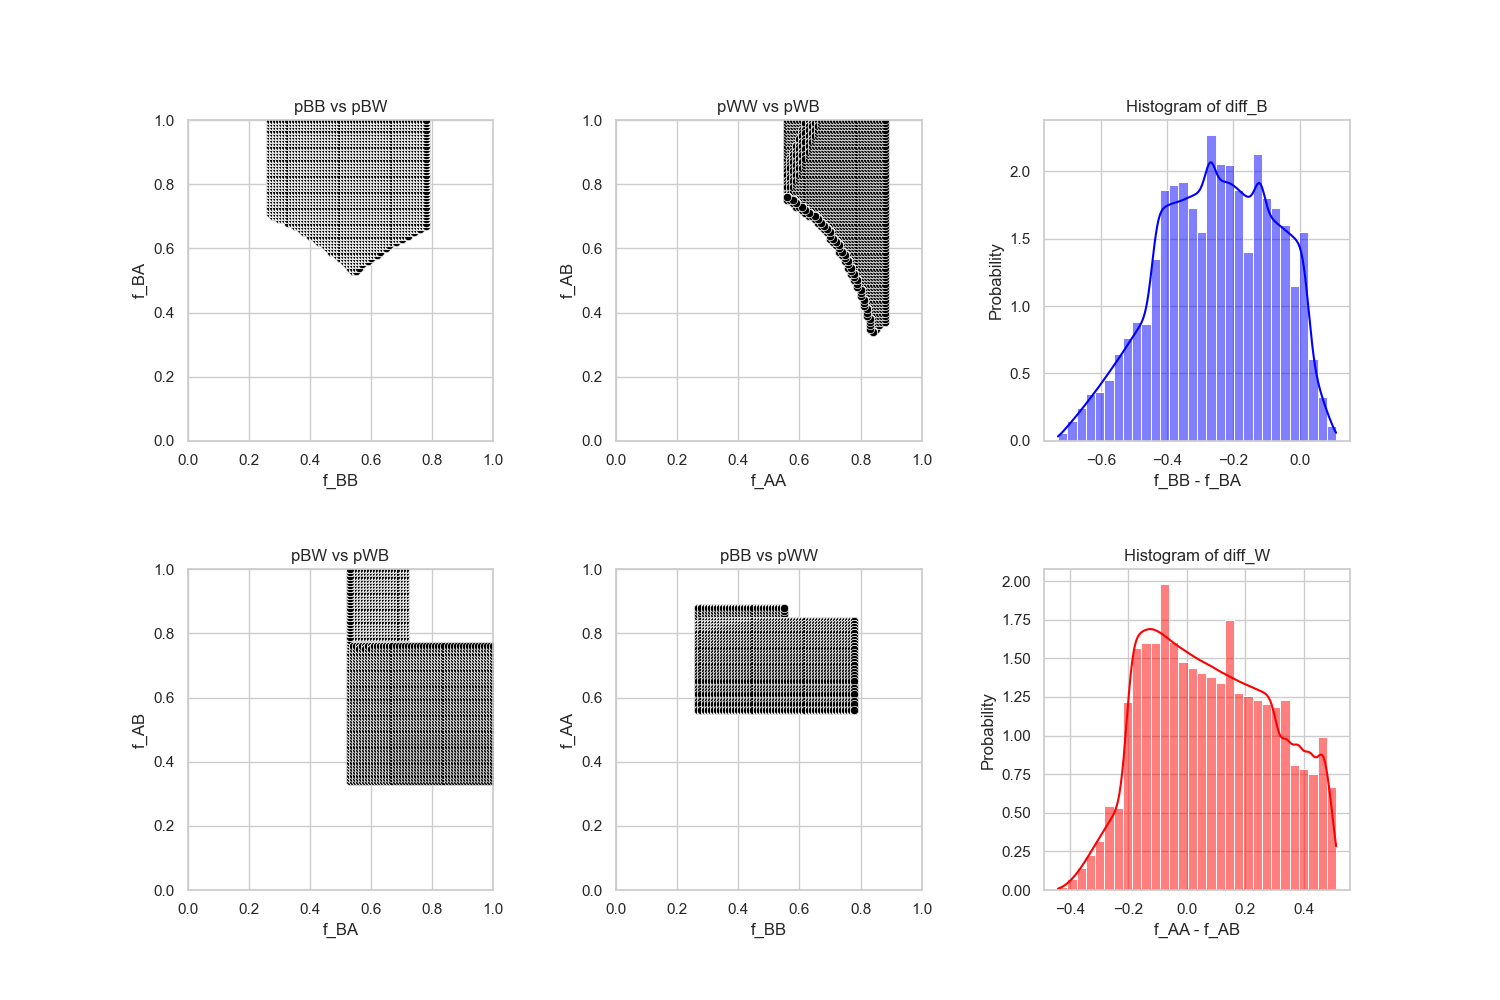 pBB vs pBW
1.0
0.8
0.6
0.4
0.2
0.0
f_BA
0.0 0.2 0.4 0.6 0.8 1.0
f_BB
pWW vs pWB
1.0
0.8
0.6
0.4
0.2
0.0
f_AB
0.0 0.2 0.4 0.6 0.8 1.0
f_AA
Histogram of diff_B
2.0
1.5
1.0
0.5
0.0
Probability
−0.6 −0.4 −0.2 0.0
f_BB - f_BA
pBW vs pWB
1.0
0.8
0.6
0.4
0.2
0.0
f_AB
0.0 0.2 0.4 0.6 0.8 1.0
f_BA
pBB vs pWW
1.0
0.8
0.6
0.4
0.2
0.0
f_AA
0.0 0.2 0.4 0.6 0.8 1.0
f_BB
Histogram of diff_W
2.00
1.75
1.50
1.25
1.00
0.75
0.50
0.25
0.00
Probability
−0.4 −0.2 0.0 0.2 0.4
f_AA - f_AB